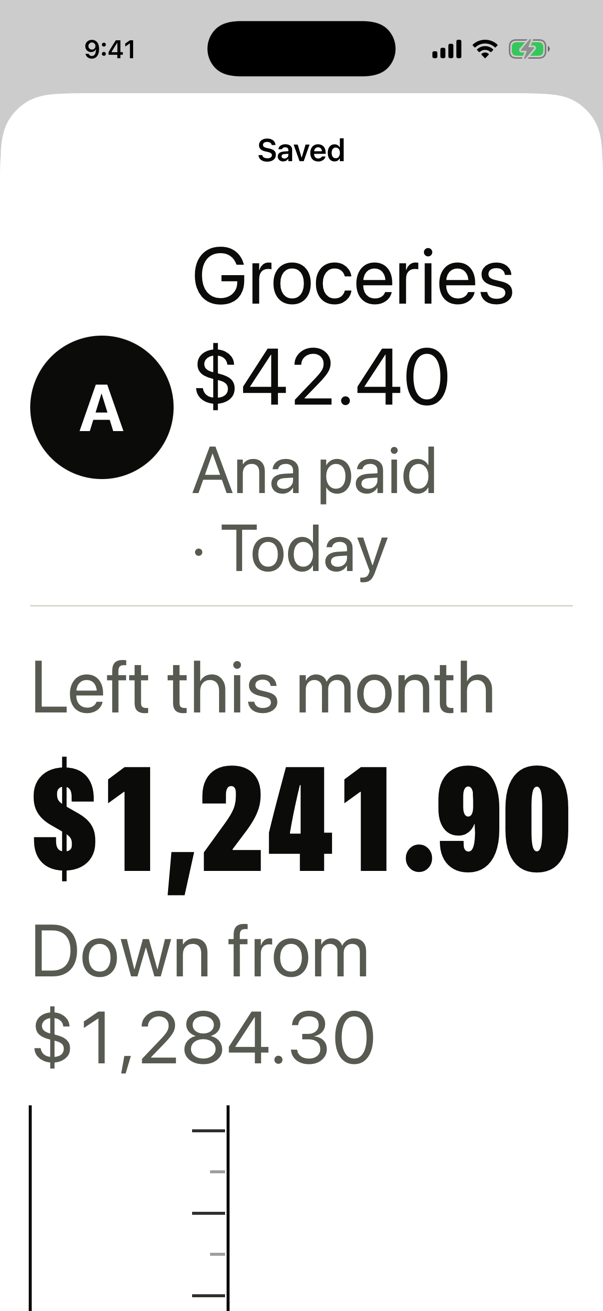 9:41
Saved
Groceries
$42.40
A
Ana paid
· Today
Left this month
$1,241.90
Down from
$1,284.30